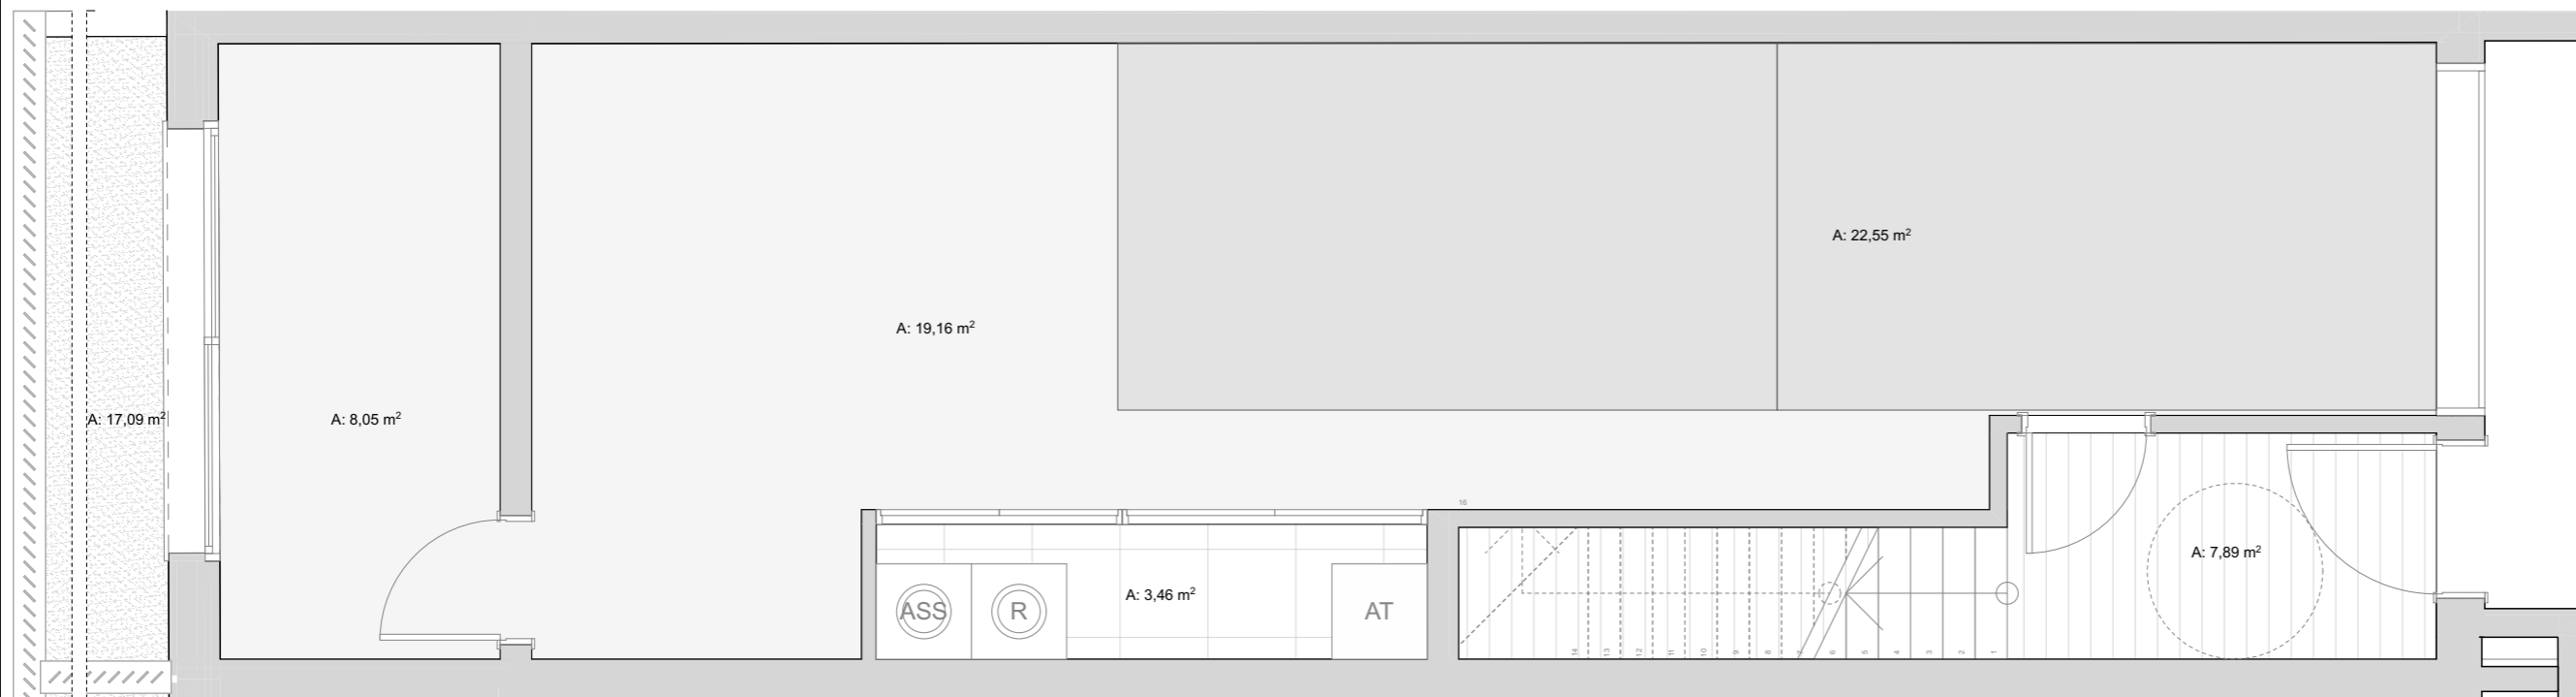 A: 22,55 m²
A: 19,16 m²
A: 17,09 m²
A: 8,05 m²
16
A: 7,89 m²
A: 3,46 m²
ASS
R
AT
14 13 12 11 10 9 8 7 6 5 4 3 2 1